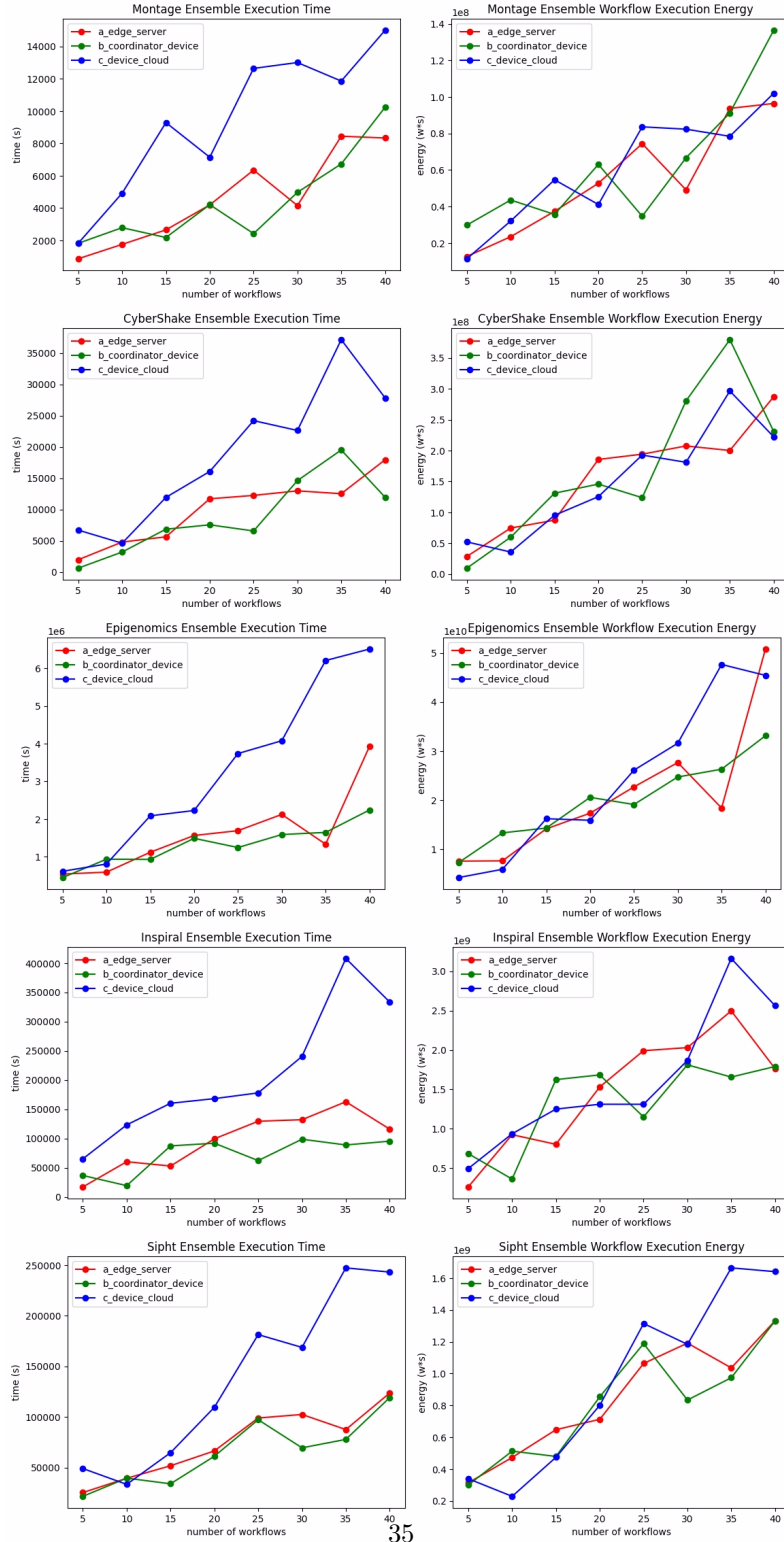 Montage Ensemble Execution Time
a_edge_server
b_coordinator_device
c_device_cloud
14000
12000
10000
8000
6000
4000
2000
time (s)
5 10 15 20 25 30 35 40
number of workflows
Montage Ensemble Workflow Execution Energy
1e8
a_edge_server
b_coordinator_device
c_device_cloud
1.4
1.2
1.0
0.8
0.6
0.4
0.2
energy (w*s)
5 10 15 20 25 30 35 40
number of workflows
CyberShake Ensemble Execution Time
a_edge_server
b_coordinator_device
c_device_cloud
35000
30000
25000
20000
15000
10000
5000
0
time (s)
5 10 15 20 25 30 35 40
number of workflows
CyberShake Ensemble Workflow Execution Energy
1e8
a_edge_server
b_coordinator_device
c_device_cloud
3.5
3.0
2.5
2.0
1.5
1.0
0.5
0.0
energy (w*s)
5 10 15 20 25 30 35 40
number of workflows
Epigenomics Ensemble Execution Time
1e6
a_edge_server
b_coordinator_device
c_device_cloud
6
5
4
3
2
1
time (s)
5 10 15 20 25 30 35 40
number of workflows
1e10
Epigenomics Ensemble Workflow Execution Energy
a_edge_server
b_coordinator_device
c_device_cloud
5
4
3
2
1
energy (w*s)
5 10 15 20 25 30 35 40
number of workflows
Inspiral Ensemble Execution Time
a_edge_server
b_coordinator_device
c_device_cloud
400000
350000
300000
250000
200000
150000
100000
50000
0
time (s)
5 10 15 20 25 30 35 40
number of workflows
Inspiral Ensemble Workflow Execution Energy
1e9
a_edge_server
b_coordinator_device
c_device_cloud
3.0
2.5
2.0
1.5
1.0
0.5
energy (w*s)
5 10 15 20 25 30 35 40
number of workflows
Sipht Ensemble Execution Time
a_edge_server
b_coordinator_device
c_device_cloud
250000
200000
150000
100000
50000
time (s)
5 10 15 20 25 30 35 40
number of workflows
Sipht Ensemble Workflow Execution Energy
1e9
a_edge_server
b_coordinator_device
c_device_cloud
1.6
1.4
1.2
1.0
0.8
0.6
0.4
0.2
energy (w*s)
5 10 15 20 25 30 35 40
number of workflows
35